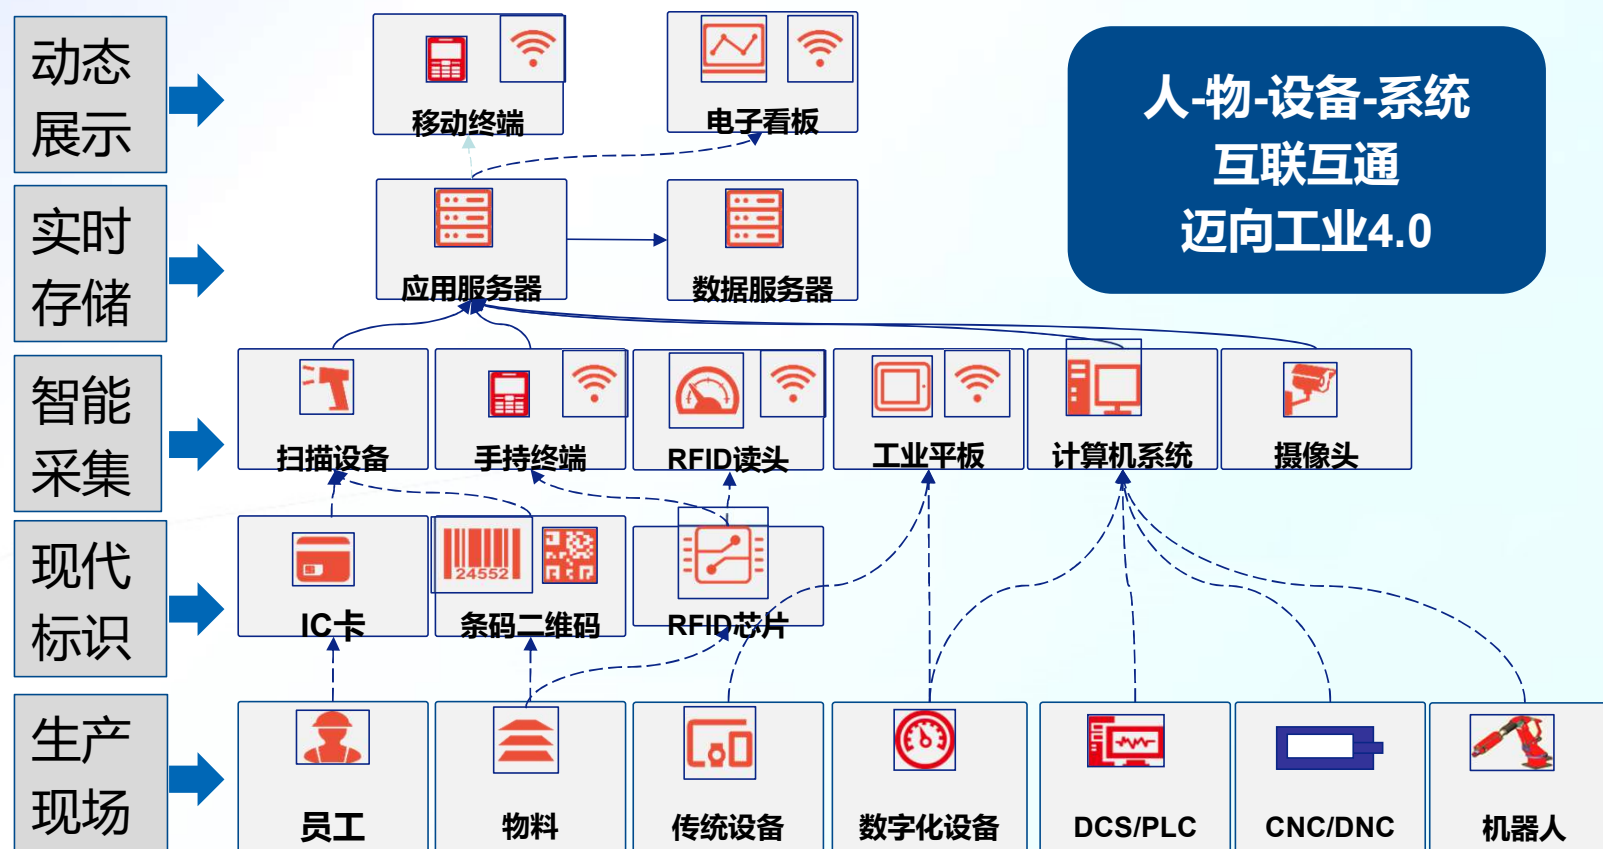 动态
展示
移动终端
电子看板
人-物-设备-系统
互联互通
迈向工业4.0
实时
存储
应用服务器
数据服务器
智能
采集
扫描设备
手持终端
RFID读头
工业平板
计算机系统
摄像头
现代
标识
IC卡
24552
条码二维码
RFID芯片
生产
现场
员工
物料
传统设备
数字化设备
DCS/PLC
CNC/DNC
机器人